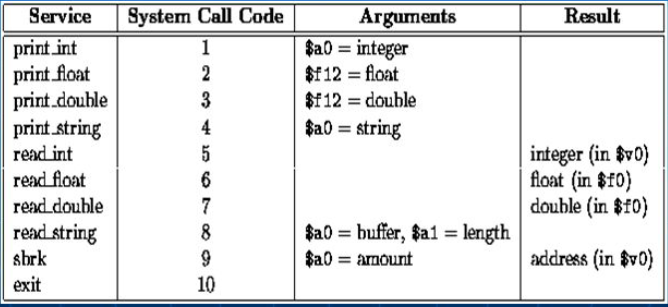 Service System Call Code Arguments Result
print_int 1 $a0 = integer
print_float 2 $f12 = float
print_double 3 $f12 = double
print_string 4 $a0 = string
read_int 5 integer (in $v0)
read_float 6 float (in $f0)
read_double 7 double (in $f0)
read_string 8 $a0 = buffer, $a1 = length
sbrk 9 $a0 = amount address (in $v0)
exit 10